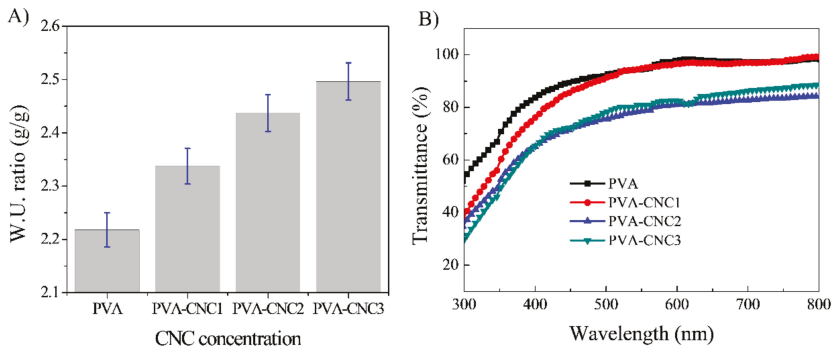 A)
W.U. ratio (g/g)
2.6
2.5
2.4
2.3
2.2
2.1
PVA
PVA-CNC1
PVA-CNC2
PVA-CNC3
CNC concentration
B)
Transmittance (%)
100
80
60
40
20
10
PVA
PVA-CNC1
PVA-CNC2
PVA-CNC3
300
400
500
600
700
800
Wavelength (nm)